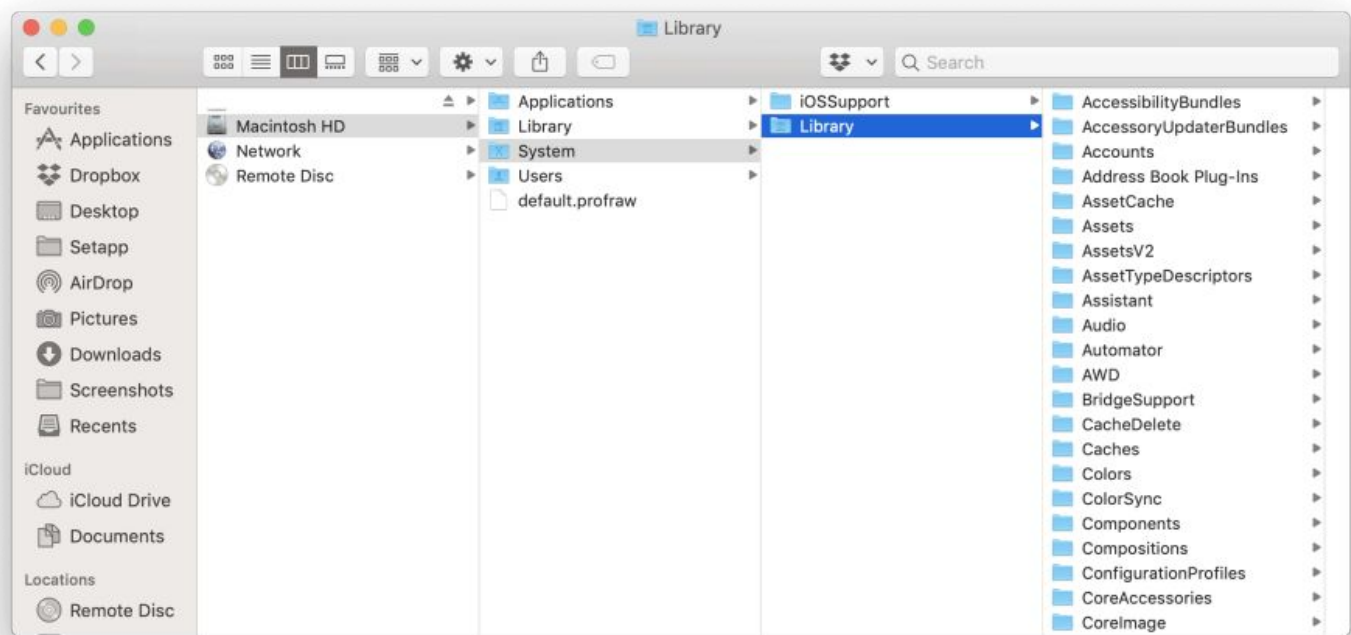 Library
Search
Favourites
Applications
Dropbox
Desktop
Setapp
AirDrop
Pictures
Downloads
Screenshots
Recents
iCloud
iCloud Drive
Documents
Locations
Remote Disc
Macintosh HD
Network
Remote Disc
Applications
Library
System
Users
default.profraw
iOSSupport
Library
AccessibilityBundles
AccessoryUpdaterBundles
Accounts
Address Book Plug-Ins
AssetCache
Assets
AssetsV2
AssetTypeDescriptors
Assistant
Audio
Automator
AWD
BridgeSupport
CacheDelete
Caches
Colors
ColorSync
Components
Compositions
ConfigurationProfiles
CoreAccessories
CoreImage